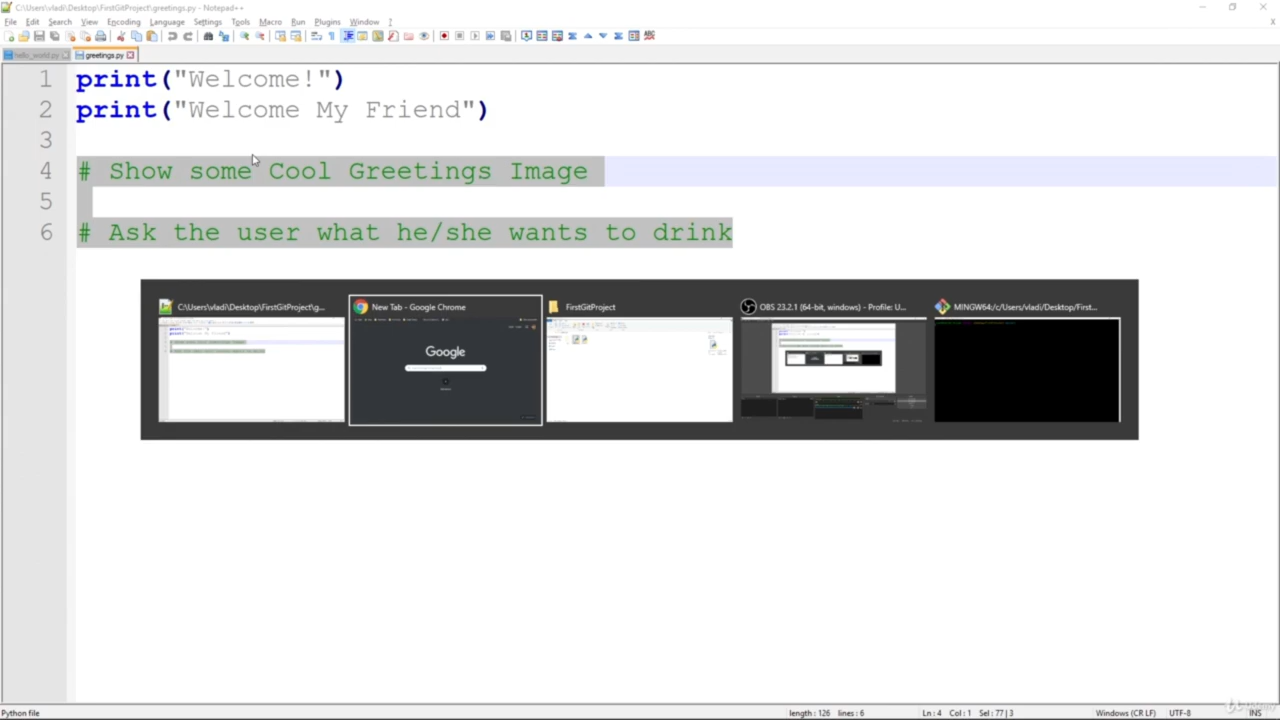 C:\Users\vladi\Desktop\FirstGitProject\greetings.py - Notepad++
File Edit Search View Encoding Language Settings Tools Macro Run Plugins Window ?
X
hello_world.py greetings.py
1 print("Welcome!")
2 print("Welcome My Friend")
3
4 # Show some Cool Greetings Image
5
6 # Ask the user what he/she wants to drink
C:\Users\vladi\Desktop\FirstGitProject\g... New Tab - Google Chrome FirstGitProject OBS 23.2.1 (64-bit, windows) - Profile: U... MINGW64:/c/Users/vladi/Desktop/First...
Google
Python file length : 126 lines : 6 Ln : 4 Col : 1 Sel : 77 | 3 Windows (CR LF) UTF-8 INS